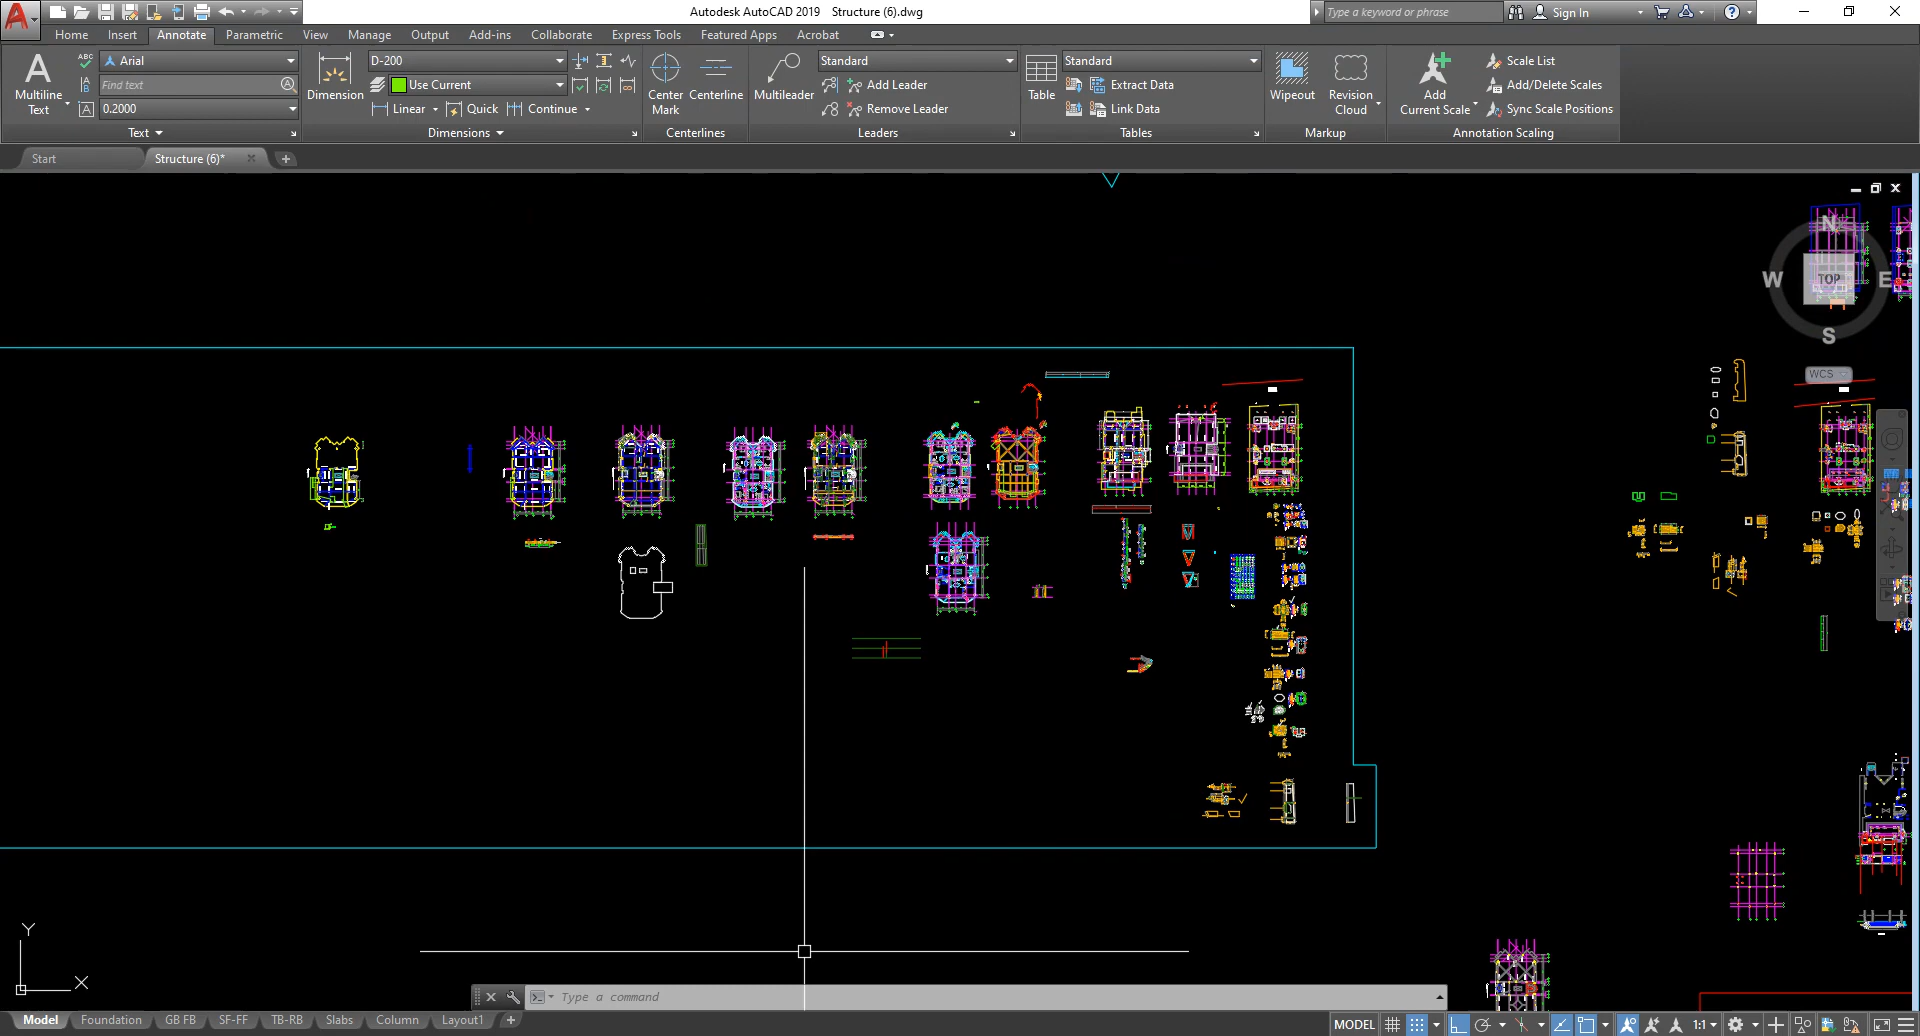 Autodesk AutoCAD 2019 Structure (6).dwg
Type a keyword or phrase
Sign In
Home Insert Annotate Parametric View Manage Output Add-ins Collaborate Express Tools Featured Apps Acrobat
Multiline Text
ABC
Arial
Find text
0.2000
Text
Dimension
D-200
Use Current
Linear Quick Continue
Dimensions
Center Mark
Centerline
Centerlines
Multileader
Standard
Add Leader
Remove Leader
Leaders
Table
Standard
Extract Data
Link Data
Tables
Wipeout
Revision Cloud
Markup
Add Current Scale
Scale List
Add/Delete Scales
Sync Scale Positions
Annotation Scaling
Start
Structure (6)*
N
W TOP E
S
WCS
Y
X
Type a command
Model Foundation GB FB SF-FF TB-RB Slabs Column Layout1
MODEL
1:1